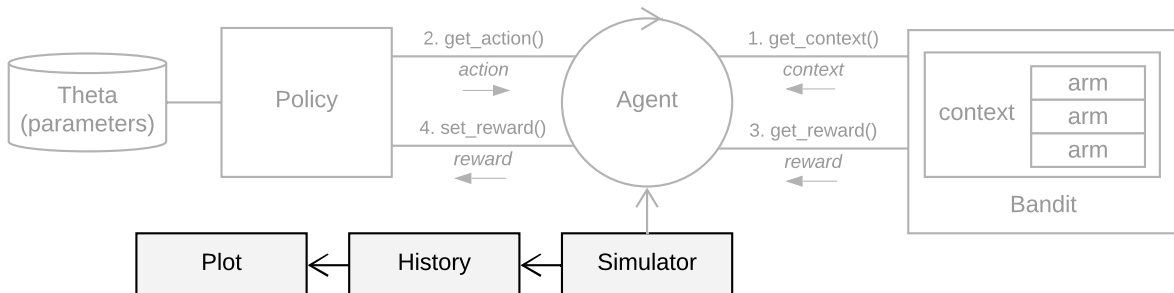 2. get_action()
1. get_context()
action
context
Theta
(parameters)
Policy
Agent
context
arm
arm
arm
4. set_reward()
3. get_reward()
reward
reward
Bandit
Plot
History
Simulator